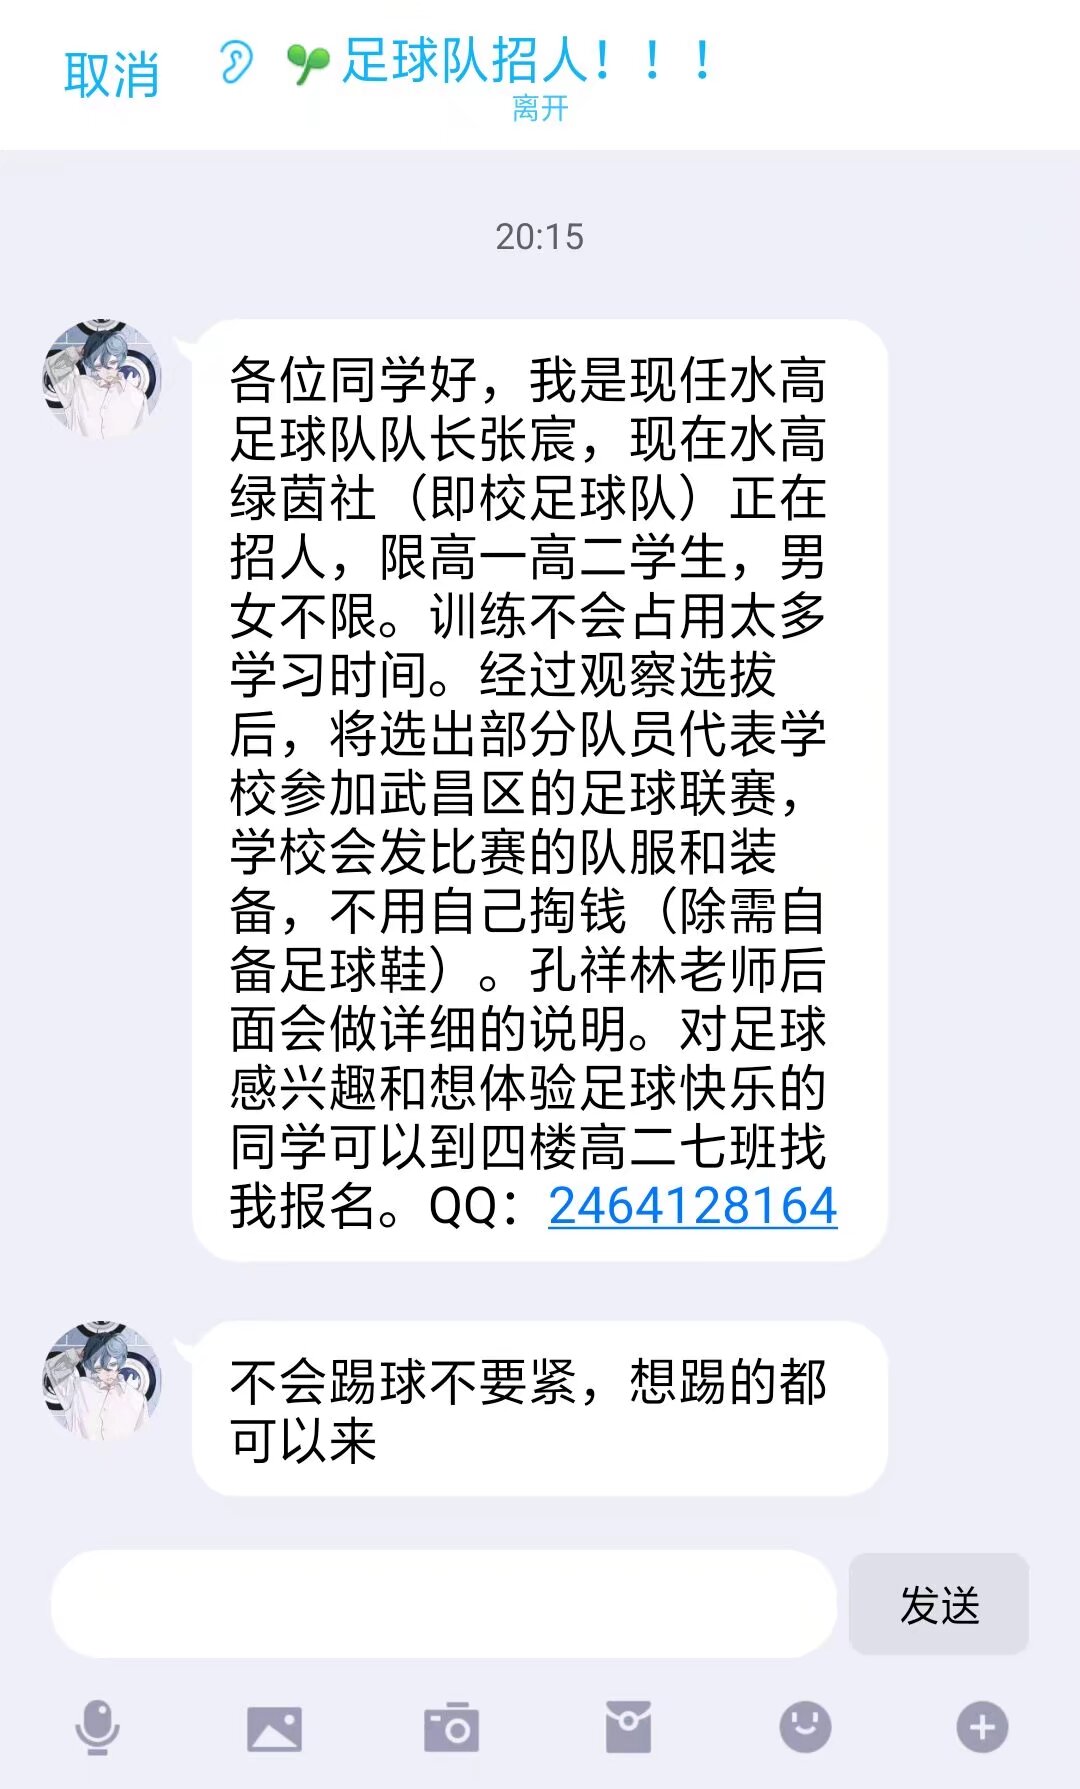 取消
足球队招人！！！
离开
20:15
各位同学好，我是现任水高
足球队队长张宸，现在水高
绿茵社（即校足球队）正在
招人，限高一高二学生，男
女不限。训练不会占用太多
学习时间。经过观察选拔
后，将选出部分队员代表学
校参加武昌区的足球联赛，
学校会发比赛的队服和装
备，不用自己掏钱（除需自
备足球鞋）。孔祥林老师后
面会做详细的说明。对足球
感兴趣和想体验足球快乐的
同学可以到四楼高二七班找
我报名。QQ：2464128164
不会踢球不要紧，想踢的都
可以来
发送